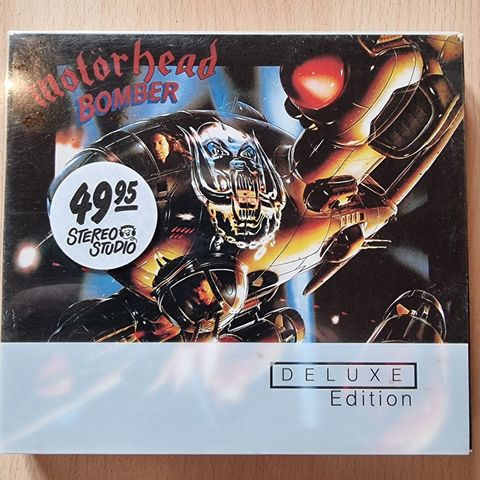 motörhead
BOMBER
49 95
STEREO
STUDIO
DELUXE
Edition